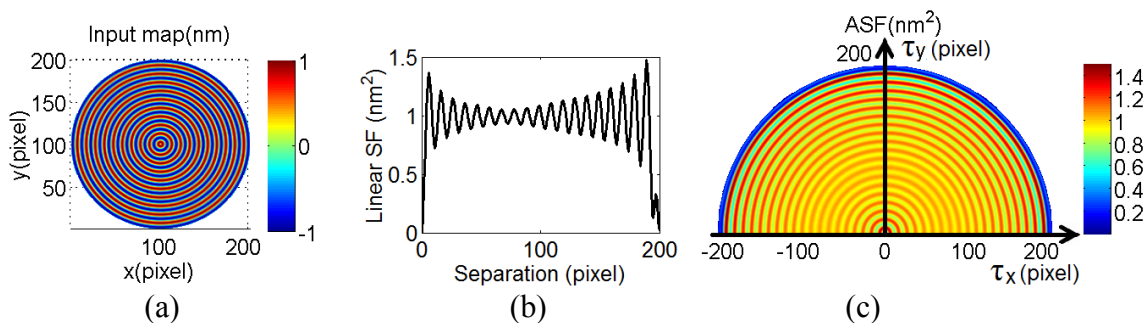 Input map(nm)
200
150
100
50
y(pixel)
100
200
x(pixel)
1
0
-1
(a)
1.5
1
0.5
0
Linear SF (nm²)
0
100
200
Separation (pixel)
(b)
ASF(nm²)
200
τy (pixel)
-200
-100
0
100
200
τx (pixel)
1.4
1.2
1
0.8
0.6
0.4
0.2
(c)